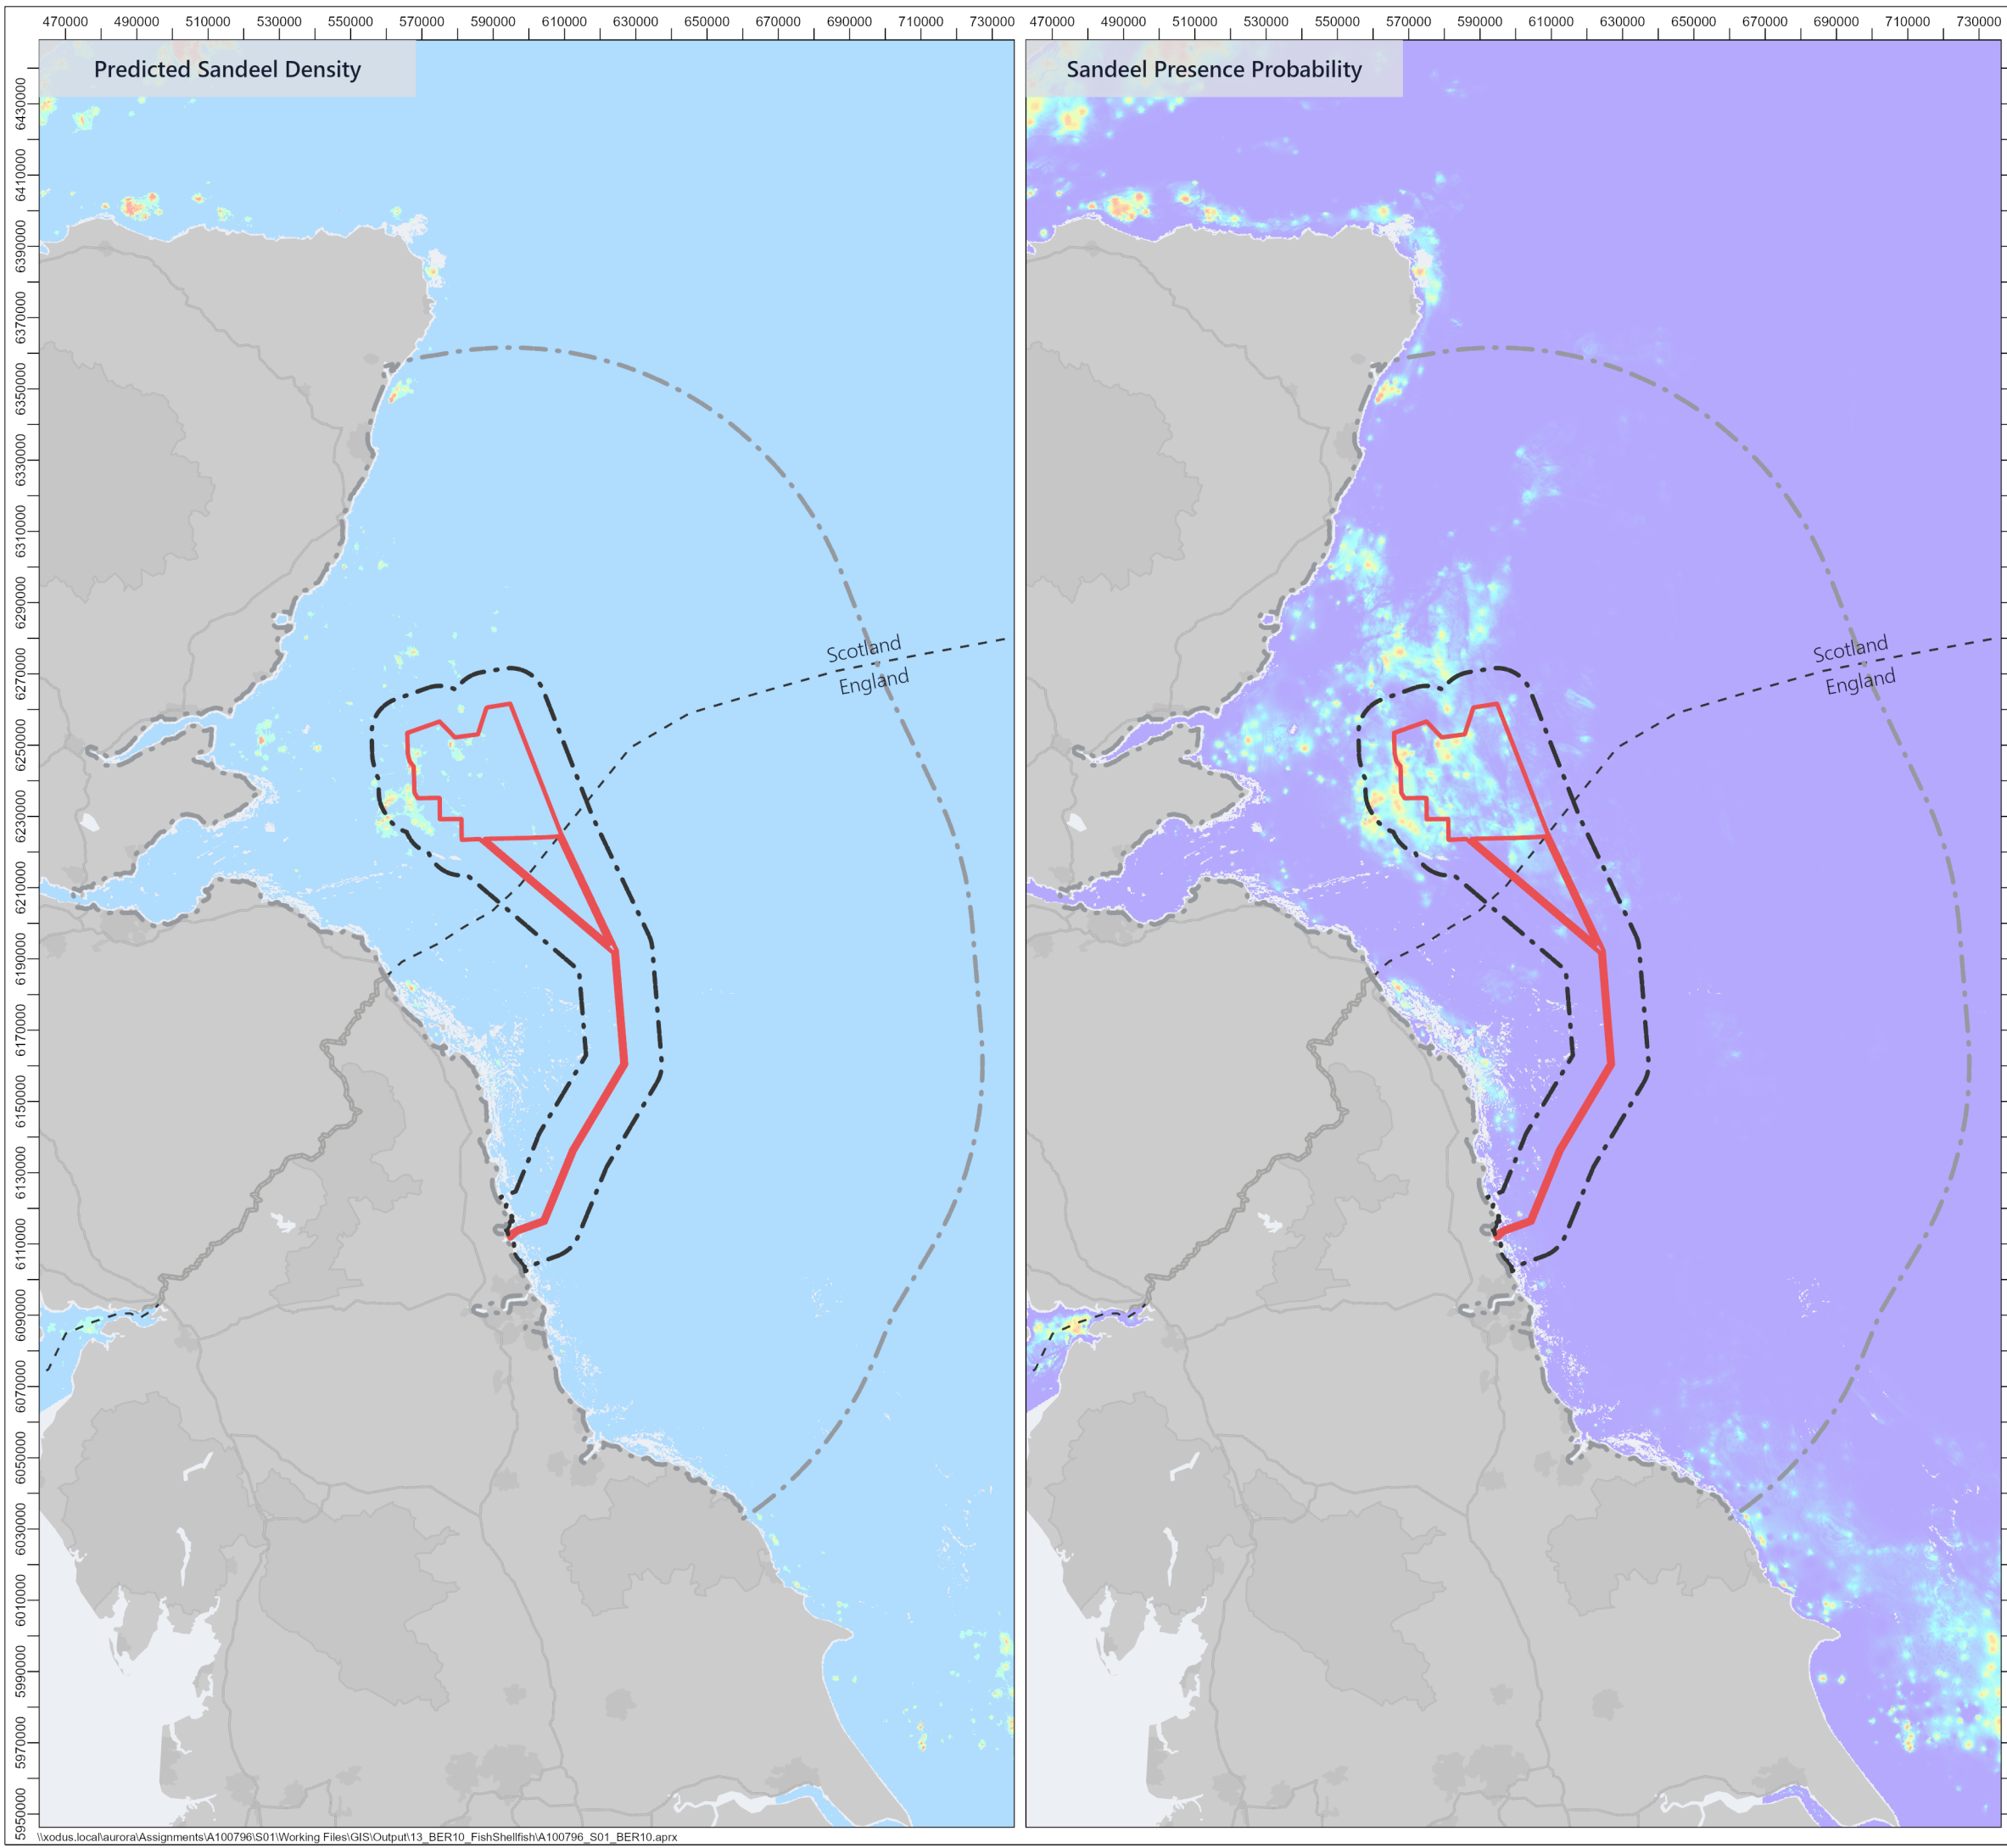 470000 490000 510000 530000 550000 570000 590000 610000 630000 650000 670000 690000 710000 730000
470000 490000 510000 530000 550000 570000 590000 610000 630000 650000 670000 690000 710000 730000
Predicted Sandeel Density
Sandeel Presence Probability
6430000
6410000
6390000
6370000
6350000
6330000
6310000
6290000
6270000
6250000
6230000
6210000
6190000
6170000
6150000
6130000
6110000
6090000
6070000
6050000
6030000
6010000
5990000
5970000
5950000
Scotland
England
Scotland
England
\\xodus.local\aurora\Assignments\A100796\S01\Working Files\GIS\Output\13_BER10_FishShellfish\A100796_S01_BER10.aprx